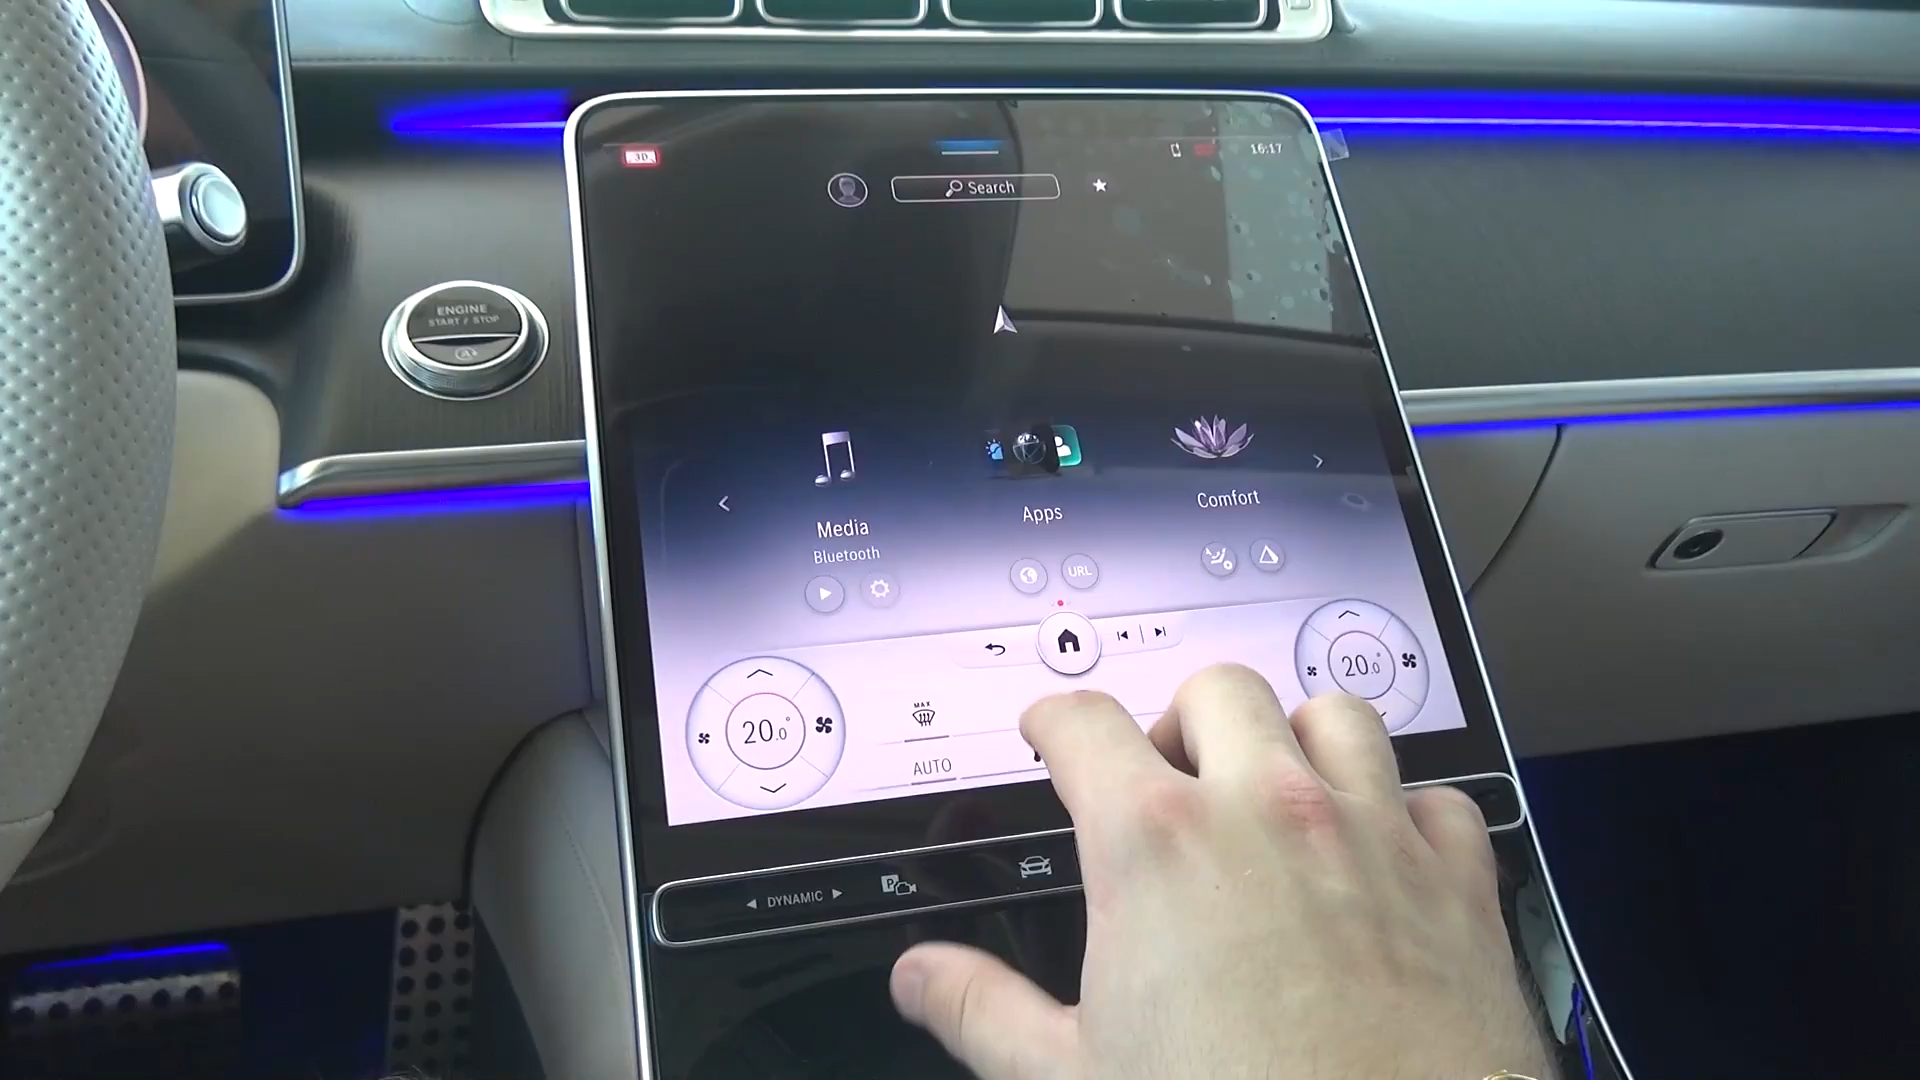 3D
16:17
Search
ENGINE
START / STOP
A
Media
Apps
Comfort
Bluetooth
URL
20.0°
20.0°
MAX
AUTO
DYNAMIC
P